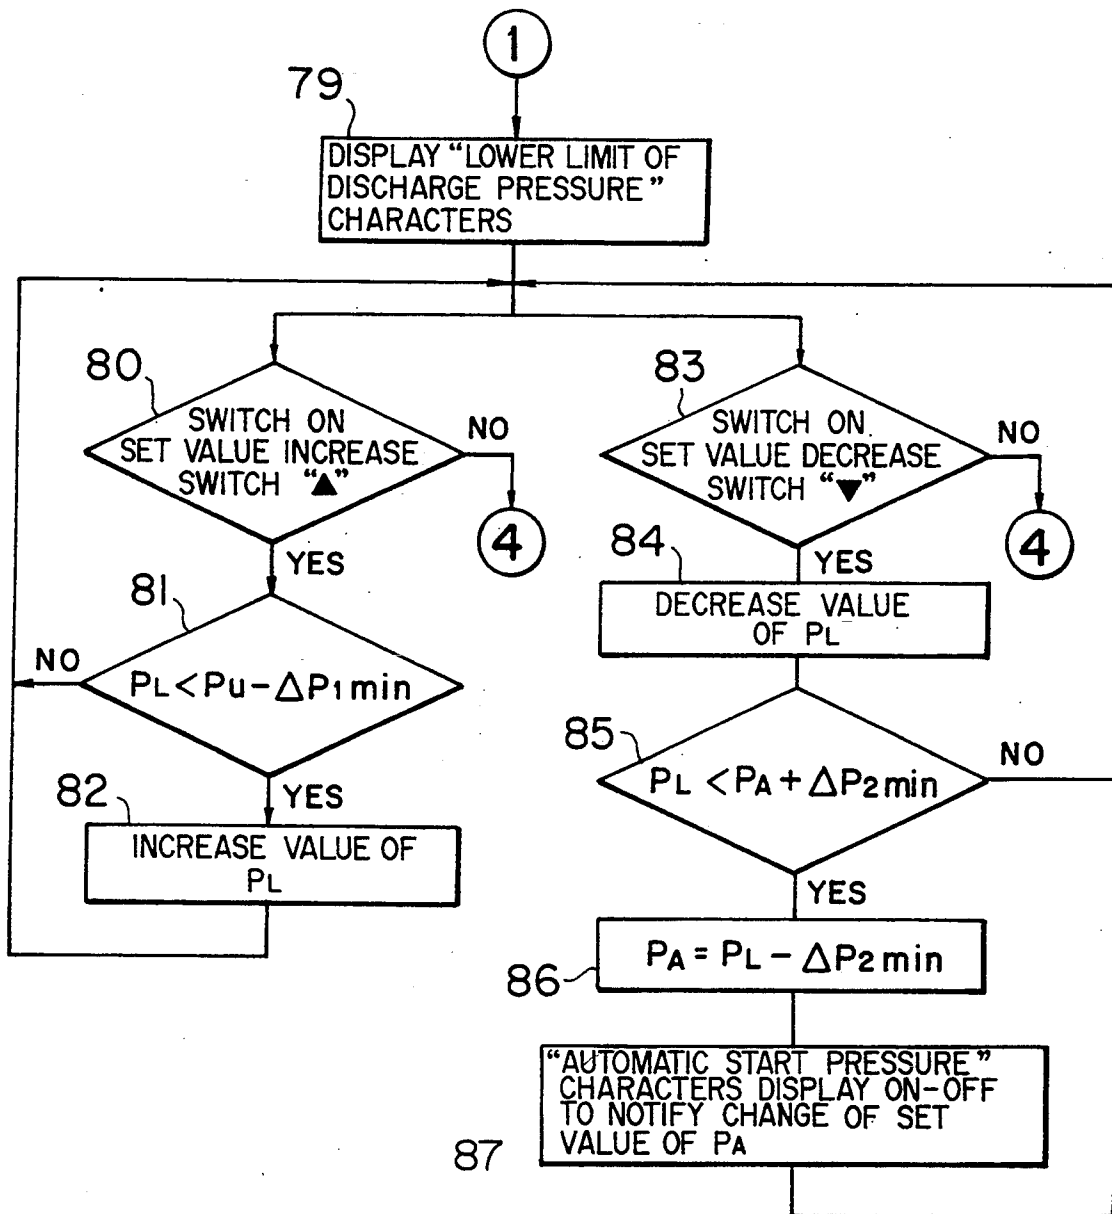 1
79
DISPLAY “LOWER LIMIT OF
DISCHARGE PRESSURE”
CHARACTERS
80
SWITCH ON
SET VALUE INCREASE
SWITCH “▲”
NO
4
YES
81
NO
PL < PU − ΔP1 min
YES
82
INCREASE VALUE OF
PL
83
SWITCH ON
SET VALUE DECREASE
SWITCH “▼”
NO
4
YES
84
DECREASE VALUE
OF PL
85
PL < PA + ΔP2 min
NO
YES
86
PA = PL − ΔP2 min
87
“AUTOMATIC START PRESSURE”
CHARACTERS DISPLAY ON-OFF
TO NOTIFY CHANGE OF SET
VALUE OF PA